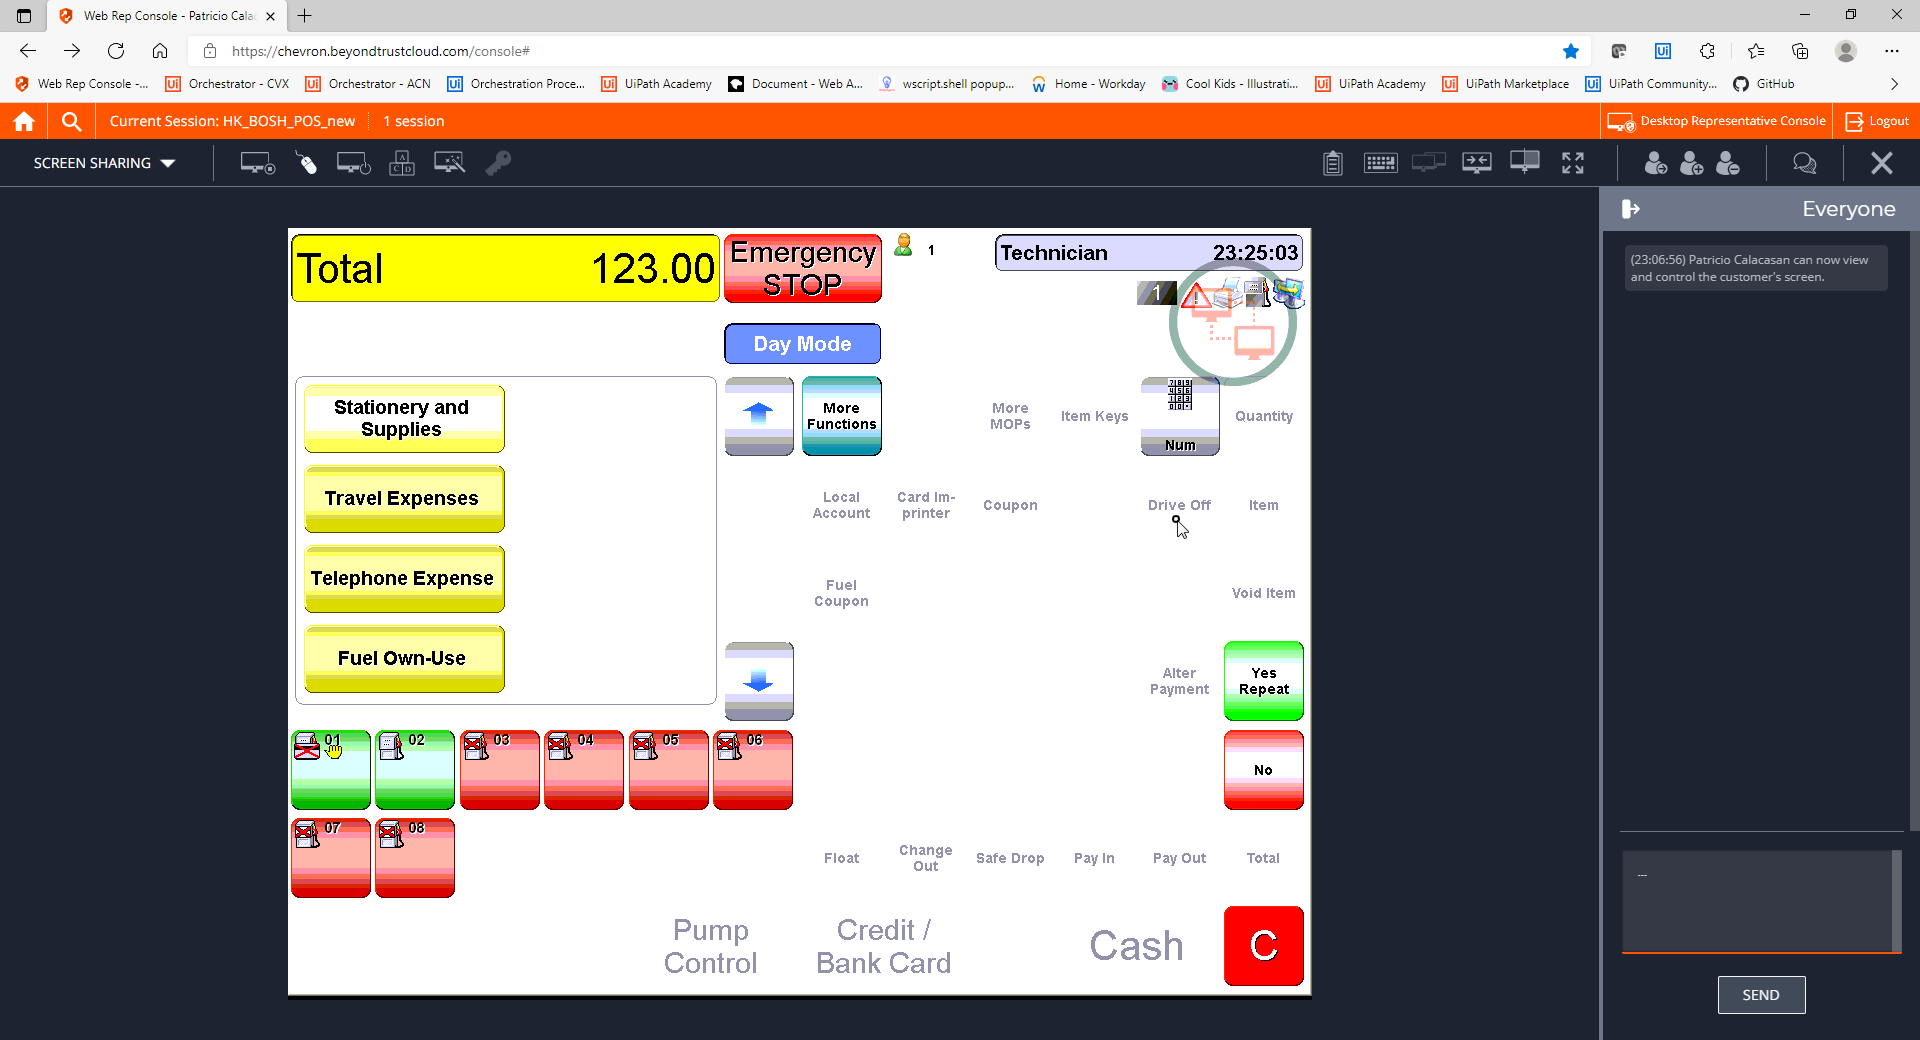 Web Rep Console - Patricio Cala
https://chevron.beyondtrustcloud.com/console#
Web Rep Console -...
Orchestrator - CVX
Orchestrator - ACN
Orchestration Proce...
UiPath Academy
Document - Web A...
wscript.shell popup...
Home - Workday
Cool Kids - Illustrati...
UiPath Academy
UiPath Marketplace
UiPath Community...
GitHub
Current Session: HK_BOSH_POS_new
1 session
Desktop Representative Console
Logout
SCREEN SHARING
Everyone
(23:06:56) Patricio Calacasan can now view
and control the customer's screen.
Total 123.00
Emergency
STOP
1
Technician 23:25:03
1
Day Mode
Stationery and
Supplies
Travel Expenses
Telephone Expense
Fuel Own-Use
More
Functions
More
MOPs
Item Keys
Num
Quantity
Local
Account
Card Im-
printer
Coupon
Drive Off
Item
Fuel
Coupon
Void Item
Alter
Payment
Yes
Repeat
01
02
03
04
05
06
No
07
08
Float
Change
Out
Safe Drop
Pay In
Pay Out
Total
Pump
Control
Credit /
Bank Card
Cash
C
...
SEND